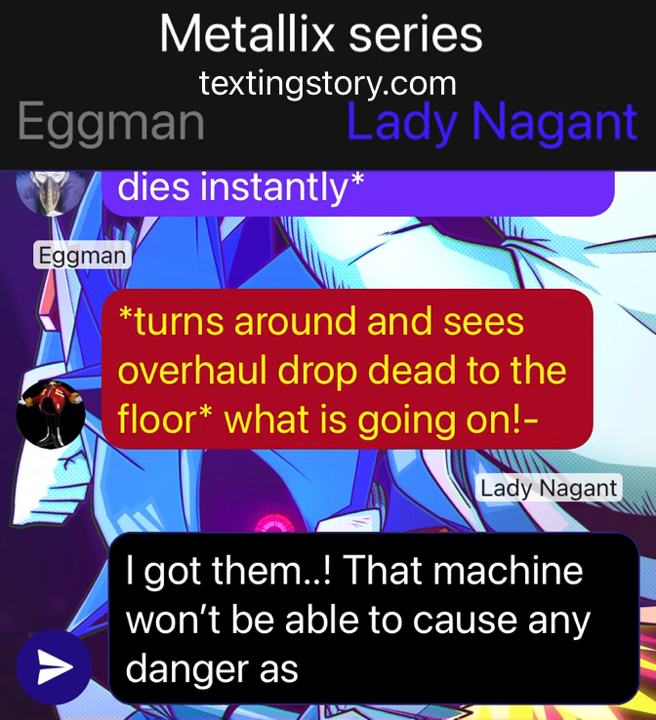 Metallix series
textingstory.com
Eggman Lady Nagant
dies instantly*
Eggman
*turns around and sees
overhaul drop dead to the
floor* what is going on!-
Lady Nagant
I got them..! That machine
won’t be able to cause any
danger as